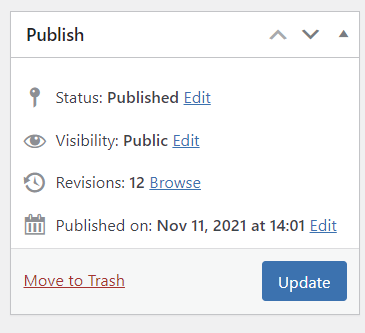 Publish
Status: Published Edit
Visibility: Public Edit
Revisions: 12 Browse
Published on: Nov 11, 2021 at 14:01 Edit
Move to Trash
Update